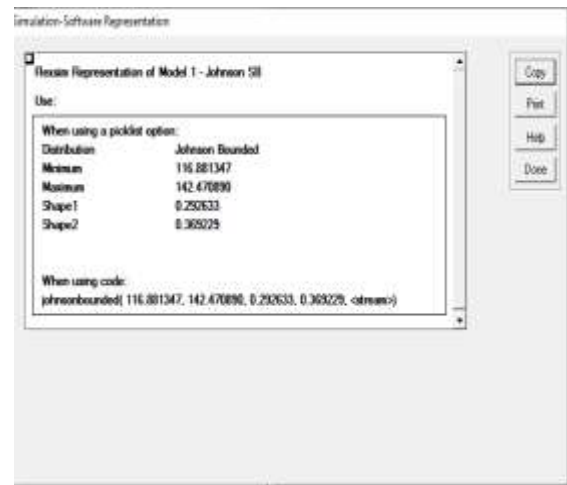 Simulation-Software Representation
Flexsim Representation of Model 1 - Johnson SB
Use:
When using a picklist option:
Distribution Johnson Bounded
Minimum 116.881347
Maximum 142.470890
Shape1 0.292633
Shape2 0.369229
When using code:
johnsonbounded( 116.881347, 142.470890, 0.292633, 0.369229, <stream>)
Copy
Print
Help
Done